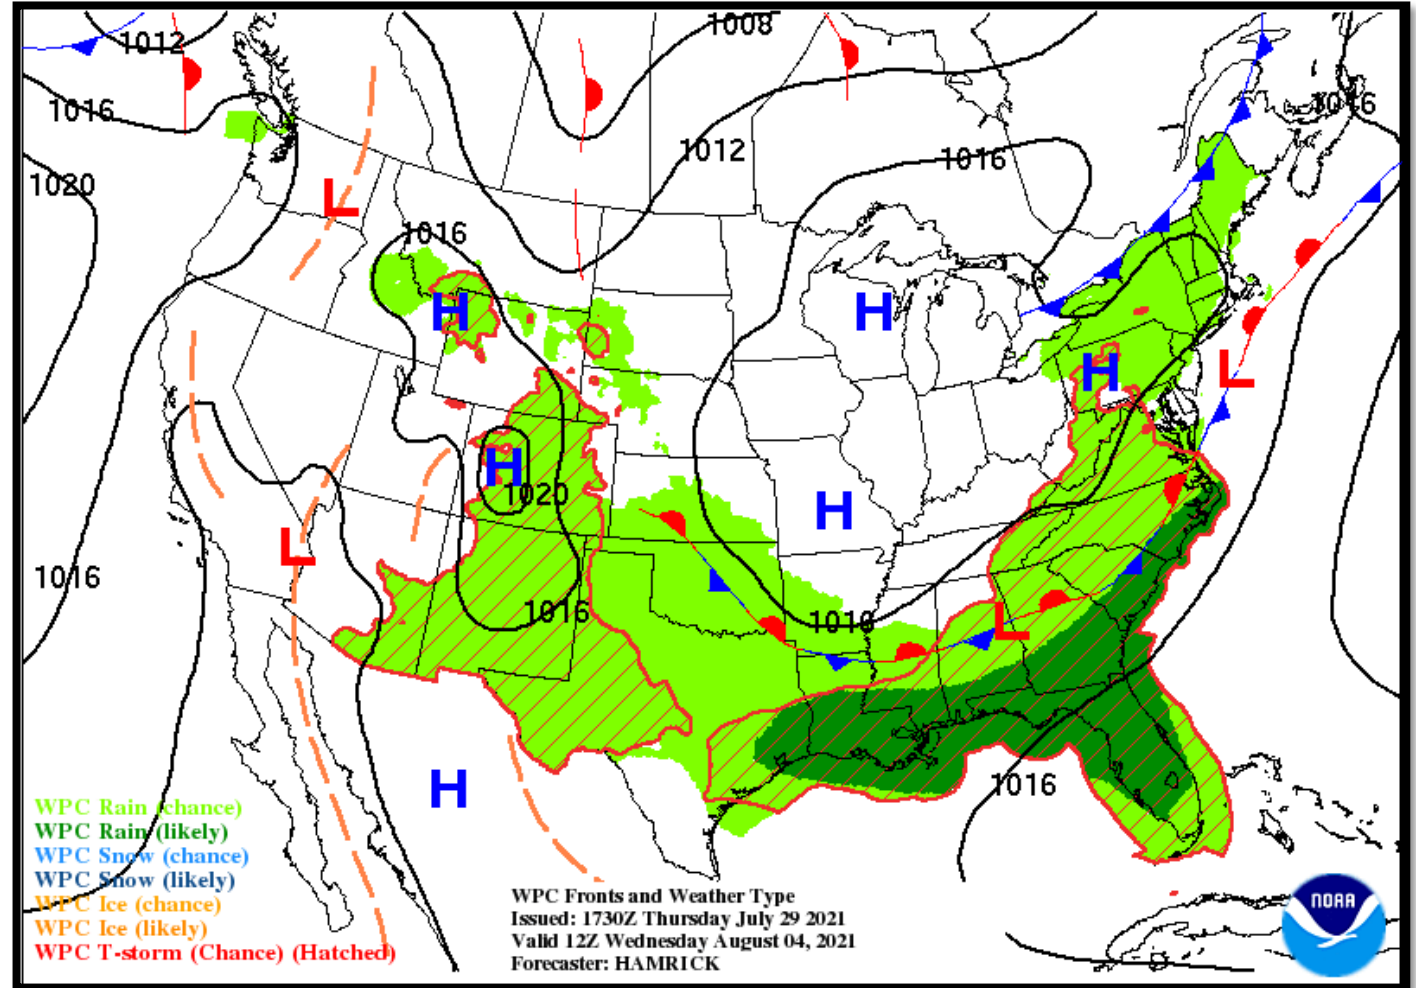 1008
1012
1016
1016
1012
1016
1020
L
1016
H
H
L
H
H
1020
H
L
1016
1016
1016
L
H
1016
WPC Rain (chance)
WPC Rain (likely)
WPC Snow (chance)
WPC Snow (likely)
WPC Ice (chance)
WPC Ice (likely)
WPC T-storm (Chance) (Hatched)
WPC Fronts and Weather Type
Issued: 1730Z Thursday July 29 2021
Valid 12Z Wednesday August 04, 2021
Forecaster: HAMRICK
NOAA